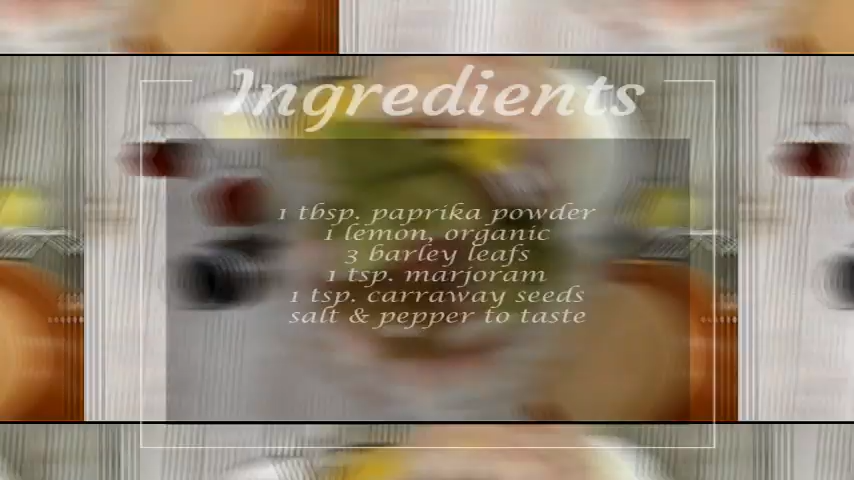 Ingredients
1 tbsp. paprika powder
1 lemon, organic
3 barley leafs
1 tsp. marjoram
1 tsp. carraway seeds
salt & pepper to taste